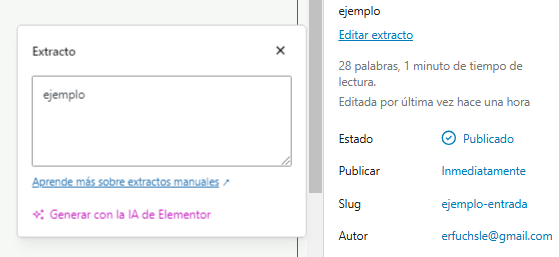 Extracto
ejemplo
Aprende más sobre extractos manuales ↗
Generar con la IA de Elementor
ejemplo
Editar extracto
28 palabras, 1 minuto de tiempo de
lectura.
Editada por última vez hace una hora
Estado Publicado
Publicar Inmediatamente
Slug ejemplo-entrada
Autor erfuchsle@gmail.com